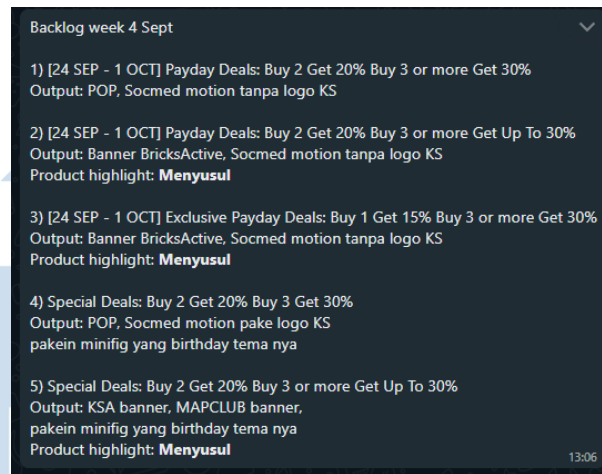 Backlog week 4 Sept
1) [24 SEP - 1 OCT] Payday Deals: Buy 2 Get 20% Buy 3 or more Get 30%
Output: POP, Socmed motion tanpa logo KS
2) [24 SEP - 1 OCT] Payday Deals: Buy 2 Get 20% Buy 3 or more Get Up To 30%
Output: Banner BricksActive, Socmed motion tanpa logo KS
Product highlight: Menyusul
3) [24 SEP - 1 OCT] Exclusive Payday Deals: Buy 1 Get 15% Buy 3 or more Get 30%
Output: Banner BricksActive, Socmed motion tanpa logo KS
Product highlight: Menyusul
4) Special Deals: Buy 2 Get 20% Buy 3 Get 30%
Output: POP, Socmed motion pake logo KS
pakein minifig yang birthday tema nya
5) Special Deals: Buy 2 Get 20% Buy 3 or more Get Up To 30%
Output: KSA banner, MAPCLUB banner,
pakein minifig yang birthday tema nya
Product highlight: Menyusul
13:06